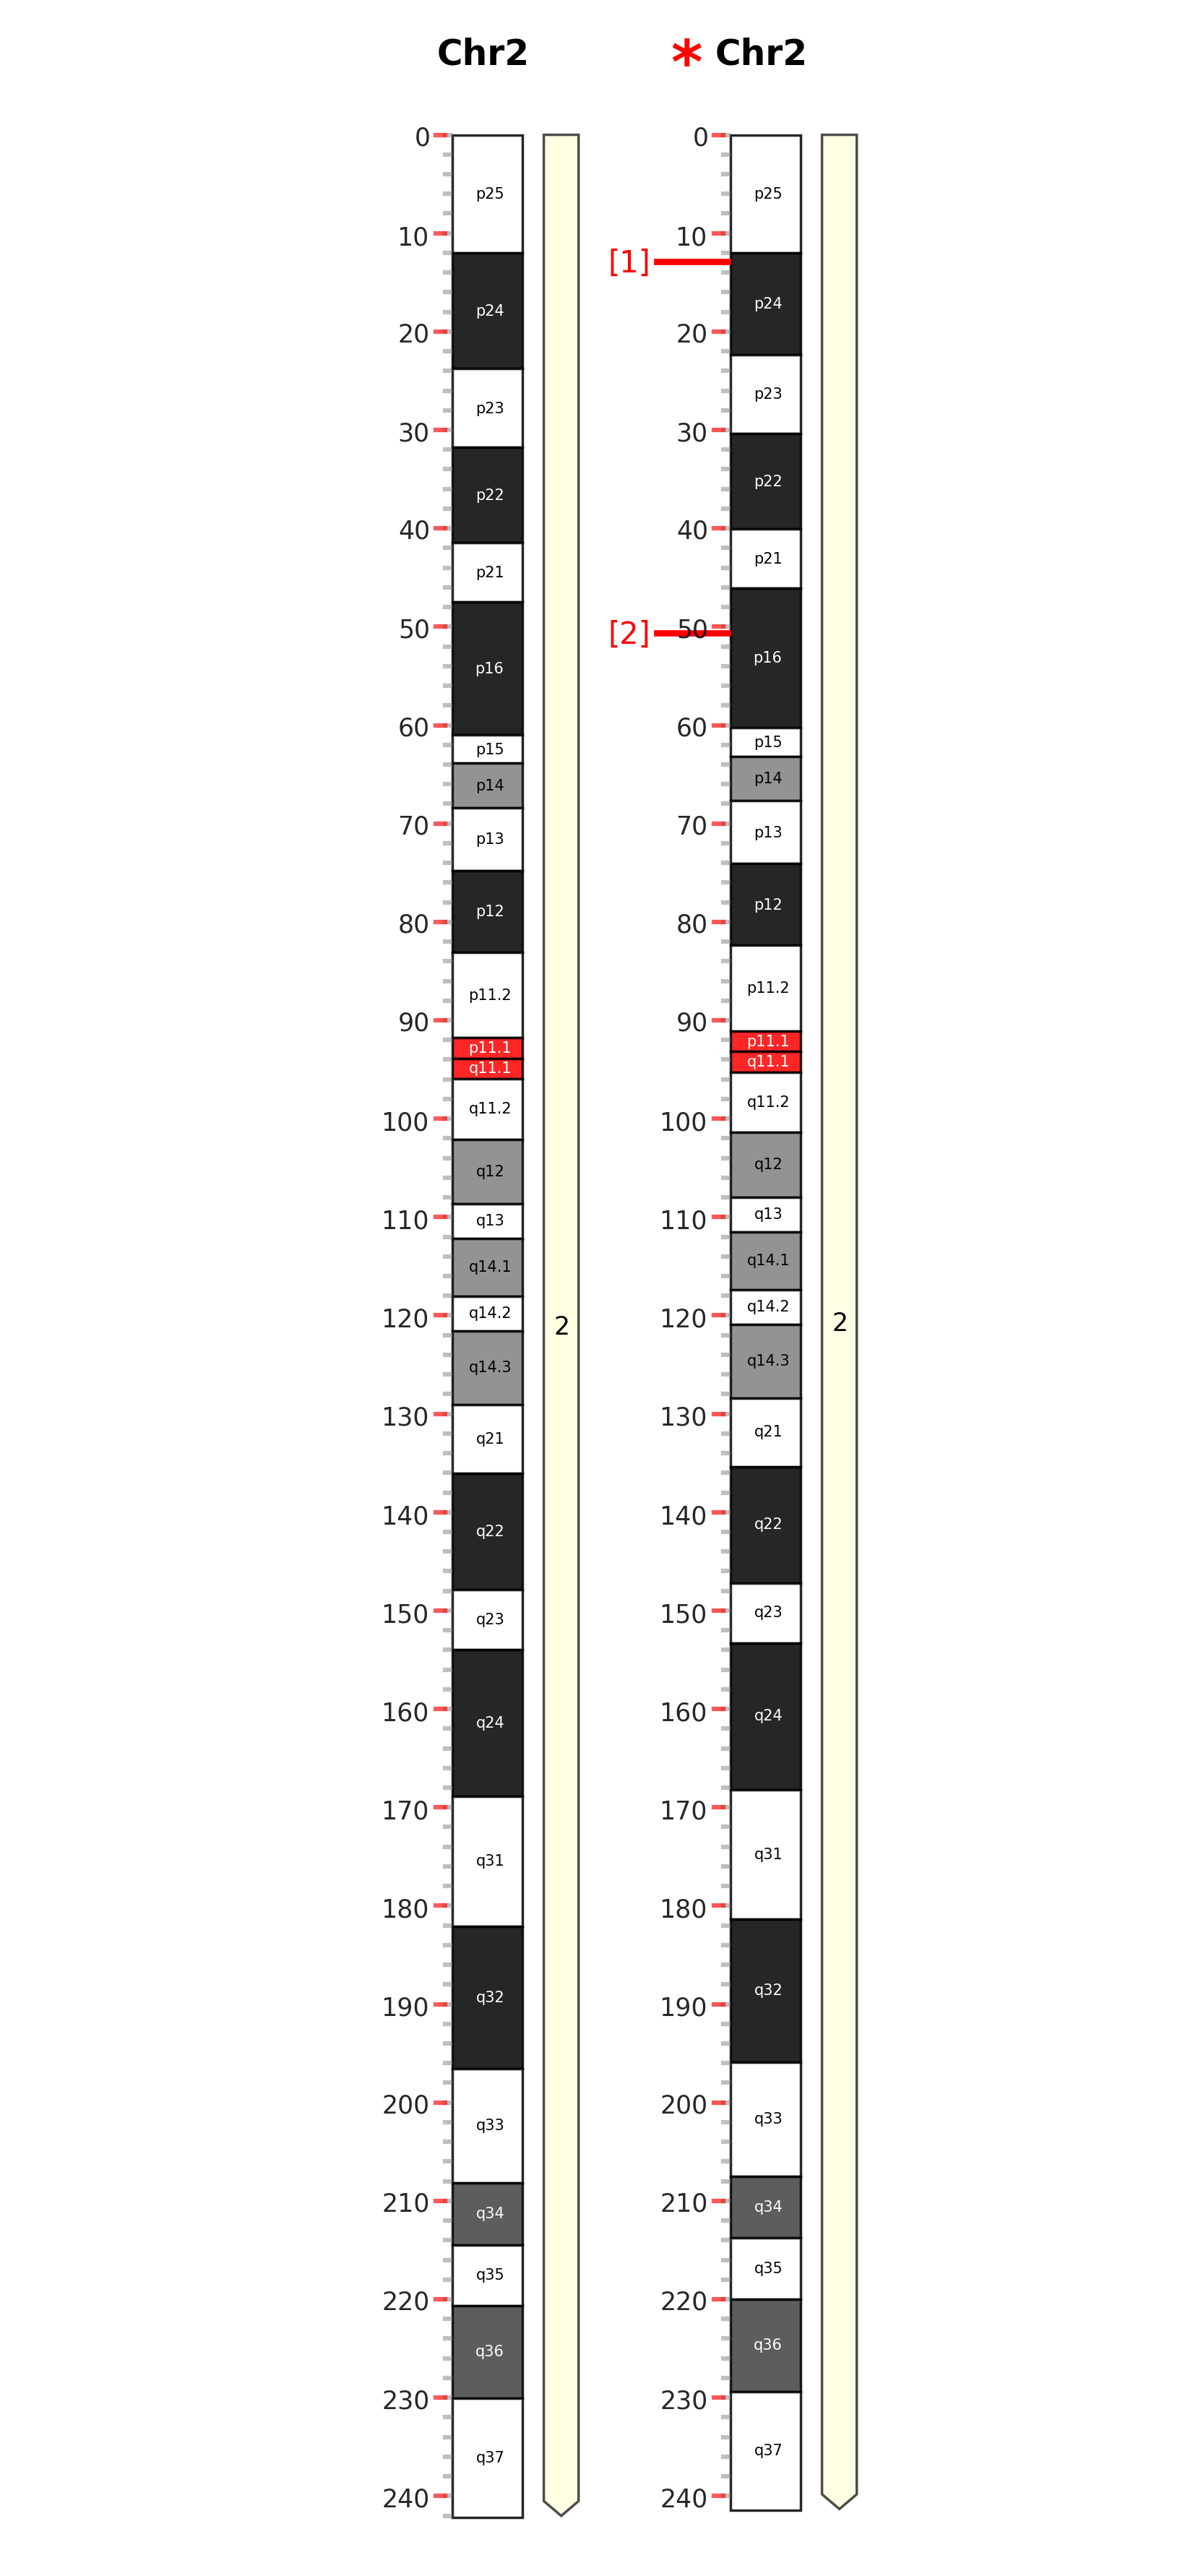 Chr2
* Chr2
0
p25
10
p24
20
p23
30
p22
40
p21
50
p16
60
p15
p14
70
p13
p12
80
p11.2
90
p11.1
q11.1
q11.2
100
q12
110
q13
q14.1
120
q14.2
q14.3
2
130
q21
140
q22
150
q23
160
q24
170
q31
180
q32
190
200
q33
210
q34
q35
220
q36
230
q37
240
0
p25
10
[1]
p24
20
p23
30
p22
40
p21
50
[2]
p16
60
p15
p14
70
p13
p12
80
p11.2
90
p11.1
q11.1
q11.2
100
q12
110
q13
q14.1
120
q14.2
q14.3
2
130
q21
140
q22
150
q23
160
q24
170
q31
180
q32
190
200
q33
210
q34
q35
220
q36
230
q37
240